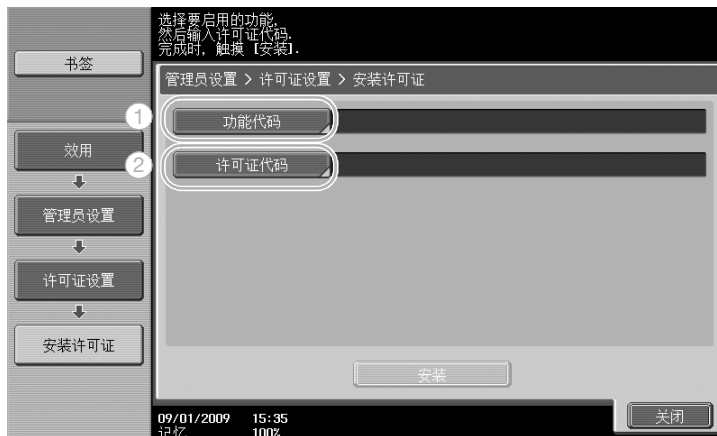 选择要启用的功能,
然后输入许可证代码.
完成时, 触摸 [安装].
书签
管理员设置 > 许可证设置 > 安装许可证
1
功能代码
2
许可证代码
效用
管理员设置
许可证设置
安装许可证
安装
09/01/2009 15:35
记忆 100%
关闭